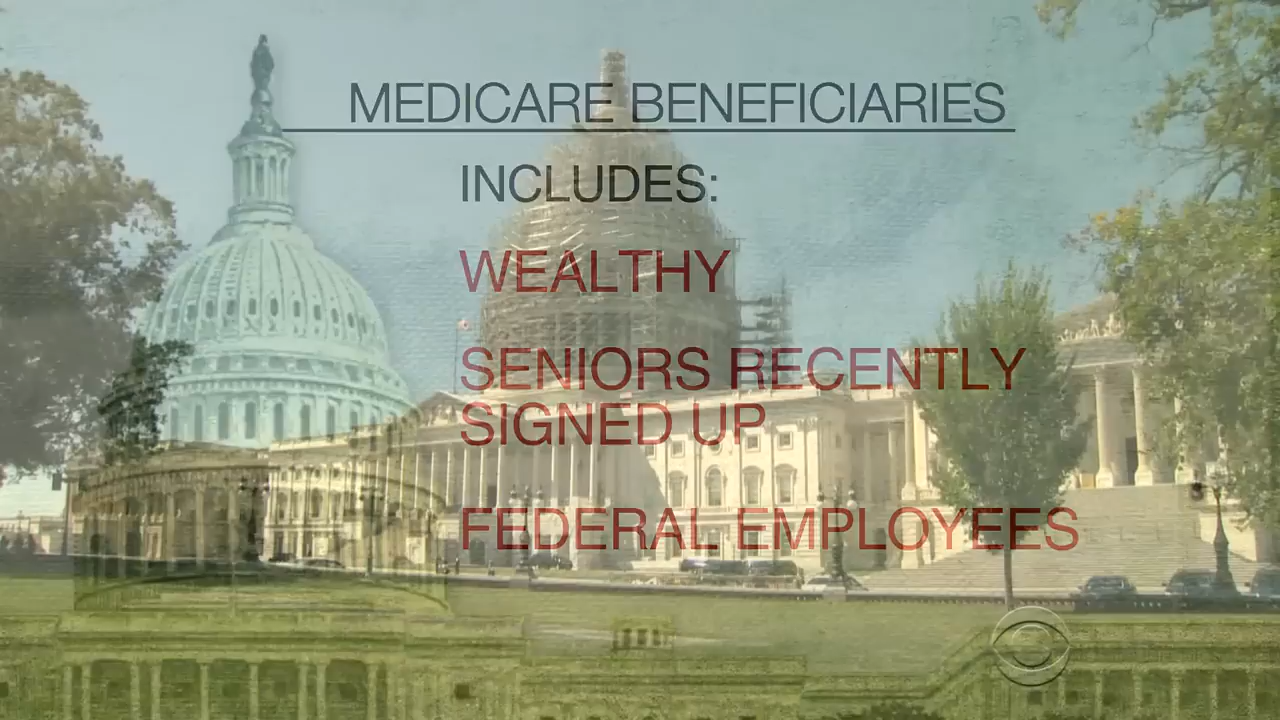 MEDICARE BENEFICIARIES
INCLUDES:
WEALTHY
SENIORS RECENTLY
SIGNED UP
FEDERAL EMPLOYEES